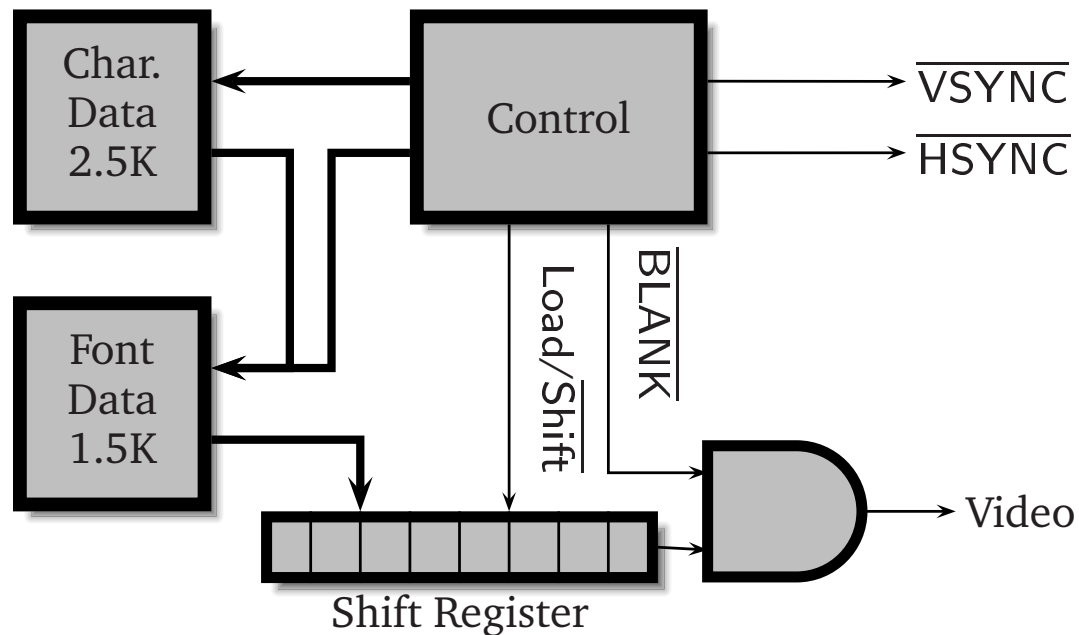 Char.
Data
2.5K
Control
VSYNC
HSYNC
Load/Shift
BLANK
Font
Data
1.5K
Video
Shift Register